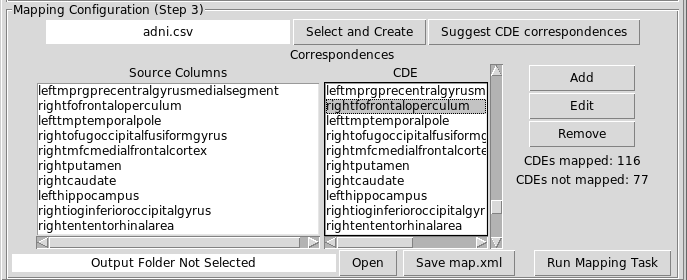 Mapping Configuration (Step 3)
adni.csv
Select and Create
Suggest CDE correspondences
Correspondences
Source Columns
CDE
leftmprgprecentralgyrusmedialsegment
rightfofrontaloperculum
lefttmptemporalpole
rightofugoccipitalfusiformgyrus
rightmfcmedialfrontalcortex
rightputamen
rightcaudate
lefthippocampus
rightioginferioroccipitalgyrus
rightententorhinalarea
leftmprgprecentralgyrusm
rightfofrontaloperculum
lefttmptemporalpole
rightofugoccipitalfusiformg
rightmfcmedialfrontalcorte
rightputamen
rightcaudate
lefthippocampus
rightioginferioroccipitalgyr
rightententorhinalarea
Add
Edit
Remove
CDEs mapped: 116
CDEs not mapped: 77
Output Folder Not Selected
Open
Save map.xml
Run Mapping Task